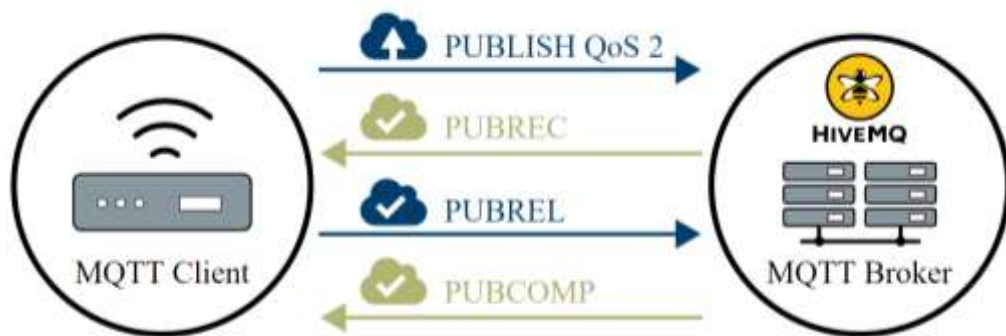 PUBLISH QoS 2
PUBREC
HIVEMQ
PUBREL
MQTT Client
MQTT Broker
PUBCOMP